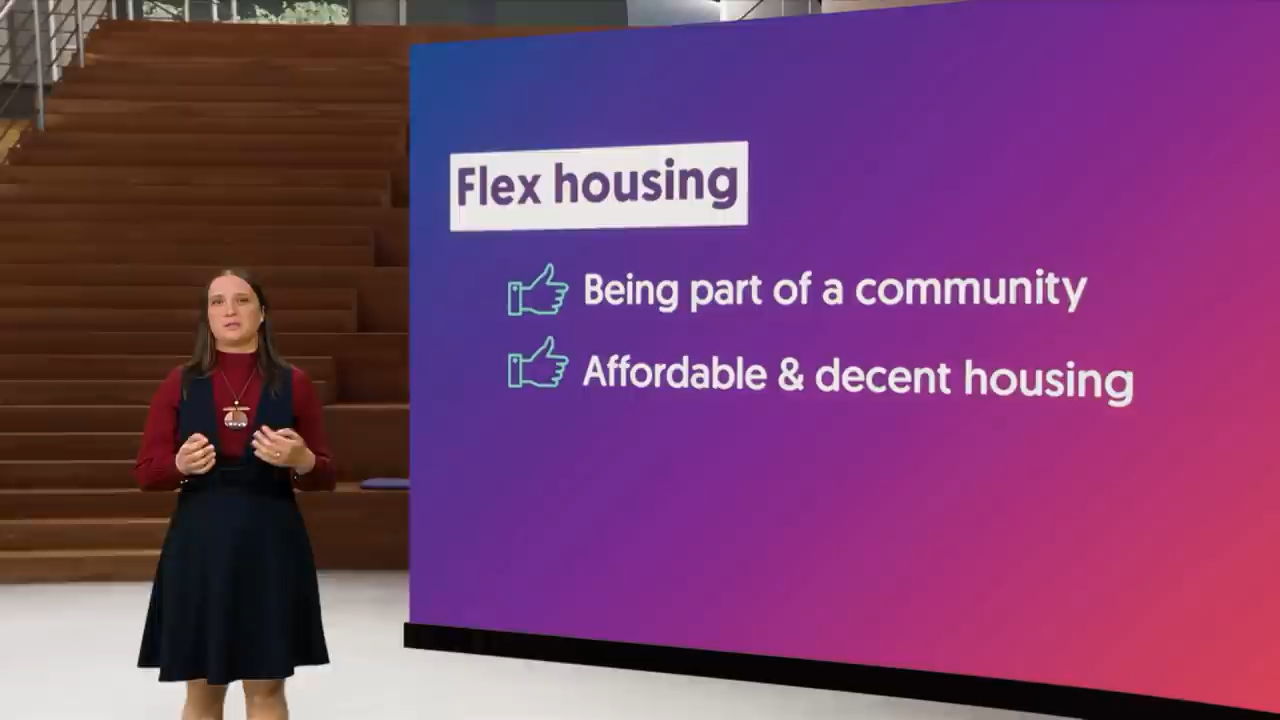 Flex housing
Being part of a community
Affordable & decent housing